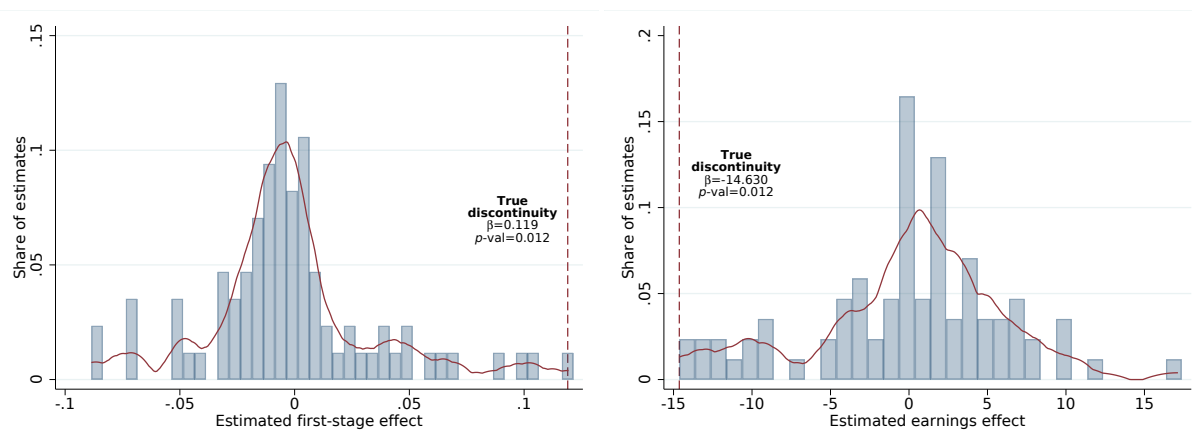 .15
.1
.05
0
Share of estimates
True
discontinuity
β=0.119
p-val=0.012
-.1
-.05
0
.05
.1
Estimated first-stage effect
.2
.15
.1
.05
0
Share of estimates
True
discontinuity
β=-14.630
p-val=0.012
-15
-10
-5
0
5
10
15
Estimated earnings effect